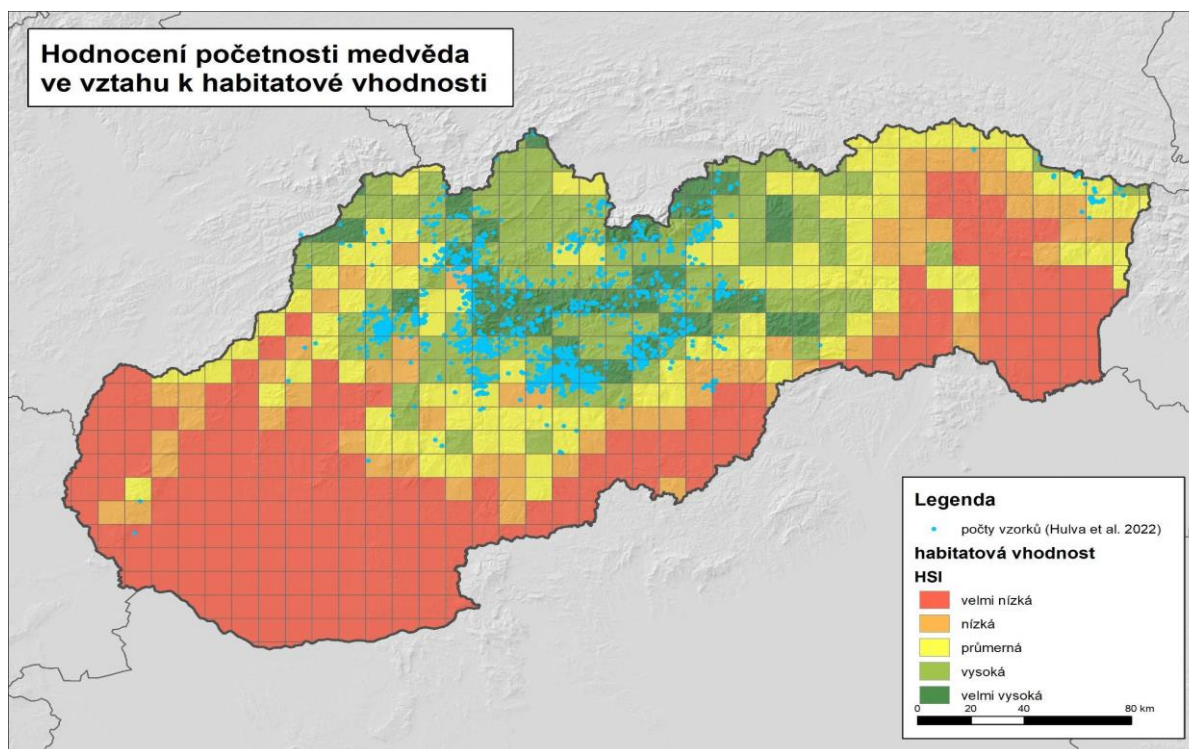 Hodnocení početnosti medvěda
ve vztahu k habitatové vhodnosti
Legenda
počty vzorků (Hulva et al. 2022)
habitatová vhodnost
HSI
velmi nízká
nízká
průmerná
vysoká
velmi vysoká
0 20 40 80 km